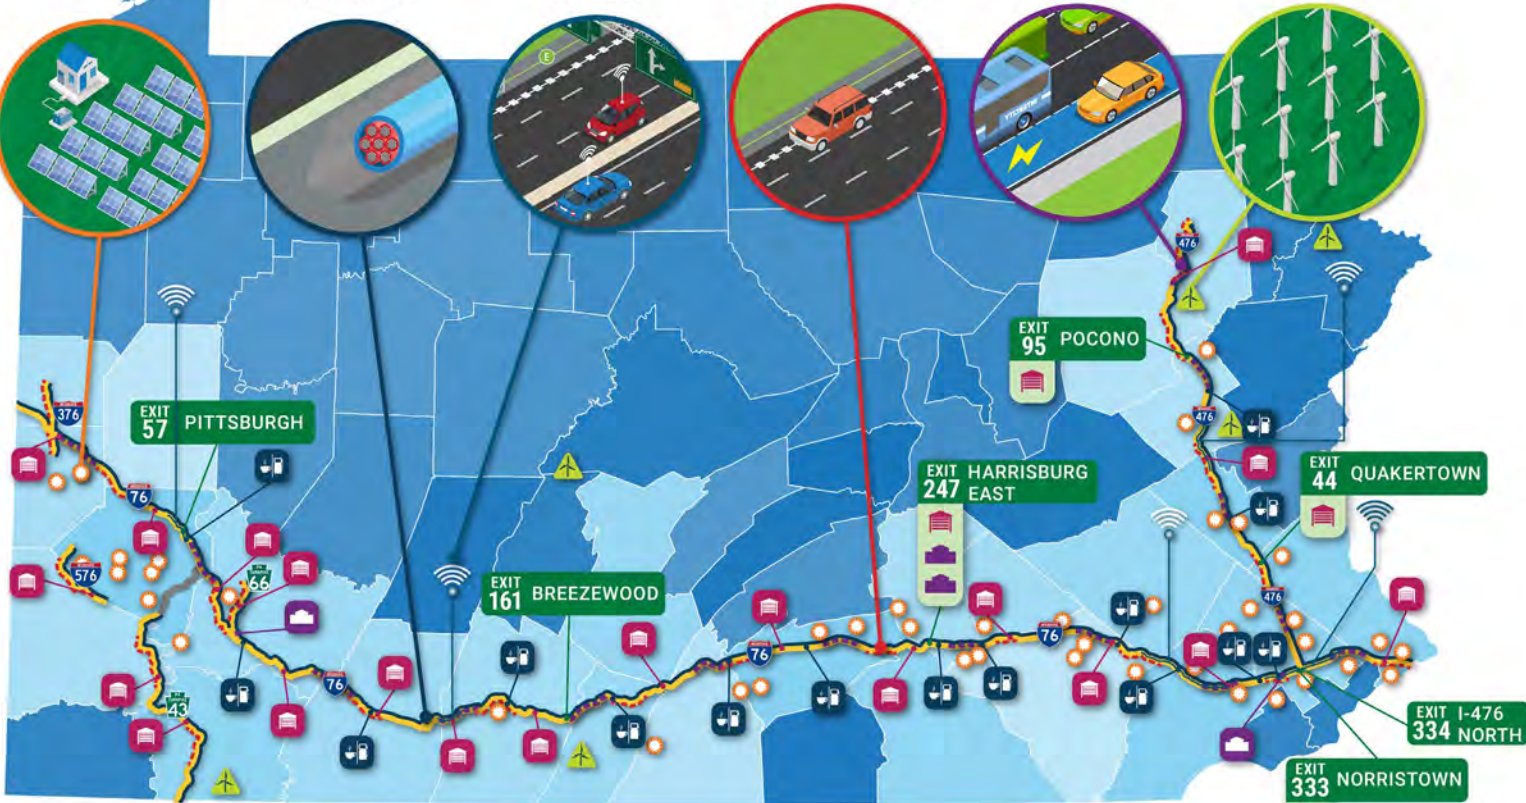 E
476
EXIT
95 POCONO
376
EXIT
57 PITTSBURGH
476
EXIT
247 HARRISBURG
EAST
EXIT
44 QUAKERTOWN
76
576
66
EXIT
161 BREEZEWOOD
476
76
76
76
43
EXIT
334 I-476
NORTH
EXIT
333 NORRISTOWN